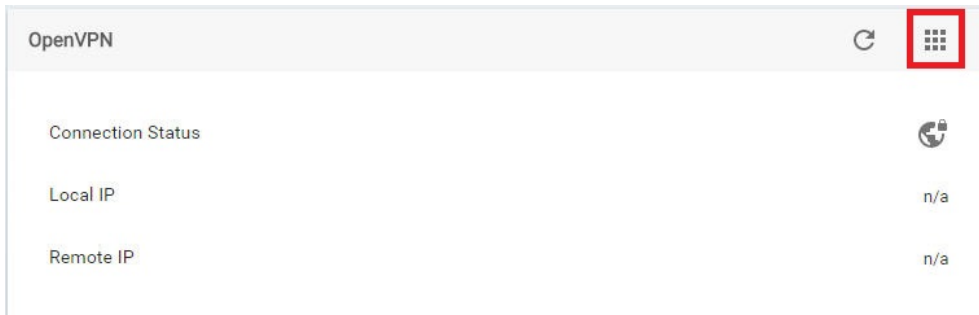 OpenVPN
Connection Status
Local IP n/a
Remote IP n/a